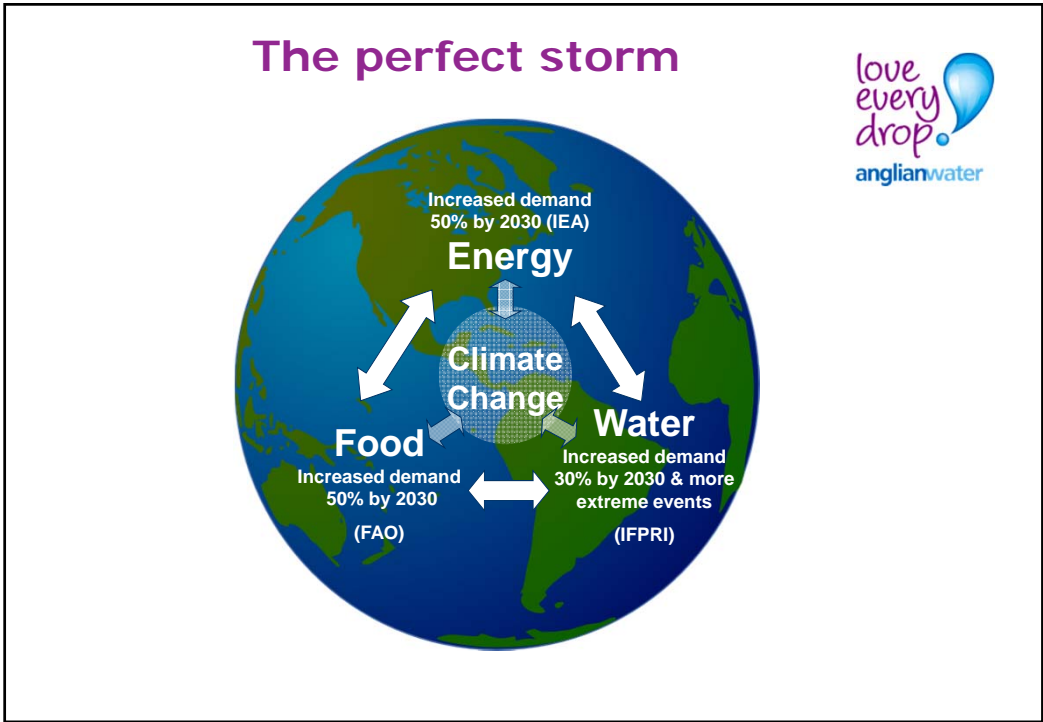 The perfect storm
love
every
drop.
anglianwater
Increased demand
50% by 2030 (IEA)
Energy
Climate
Change
Food
Increased demand
50% by 2030
(FAO)
Water
Increased demand
30% by 2030 & more
extreme events
(IFPRI)